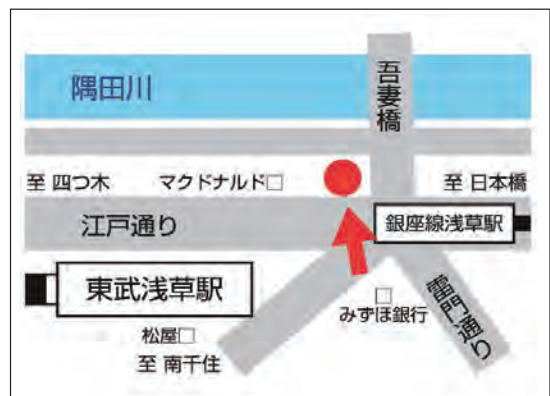 隅田川
吾妻橋
至 四つ木
マクドナルド□
至 日本橋
江戸通り
銀座線浅草駅
東武浅草駅
雷門通り
みずほ銀行
松屋□
至 南千住